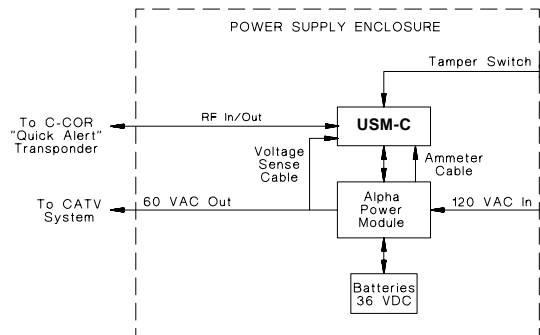 POWER SUPPLY ENCLOSURE
Tamper Switch
To C-COR
"Quick Alert"
Transponder
RF In/Out
USM-C
Voltage
Sense
Cable
Ammeter
Cable
To CATV
System
60 VAC Out
Alpha
Power
Module
120 VAC In
Batteries
36 VDC